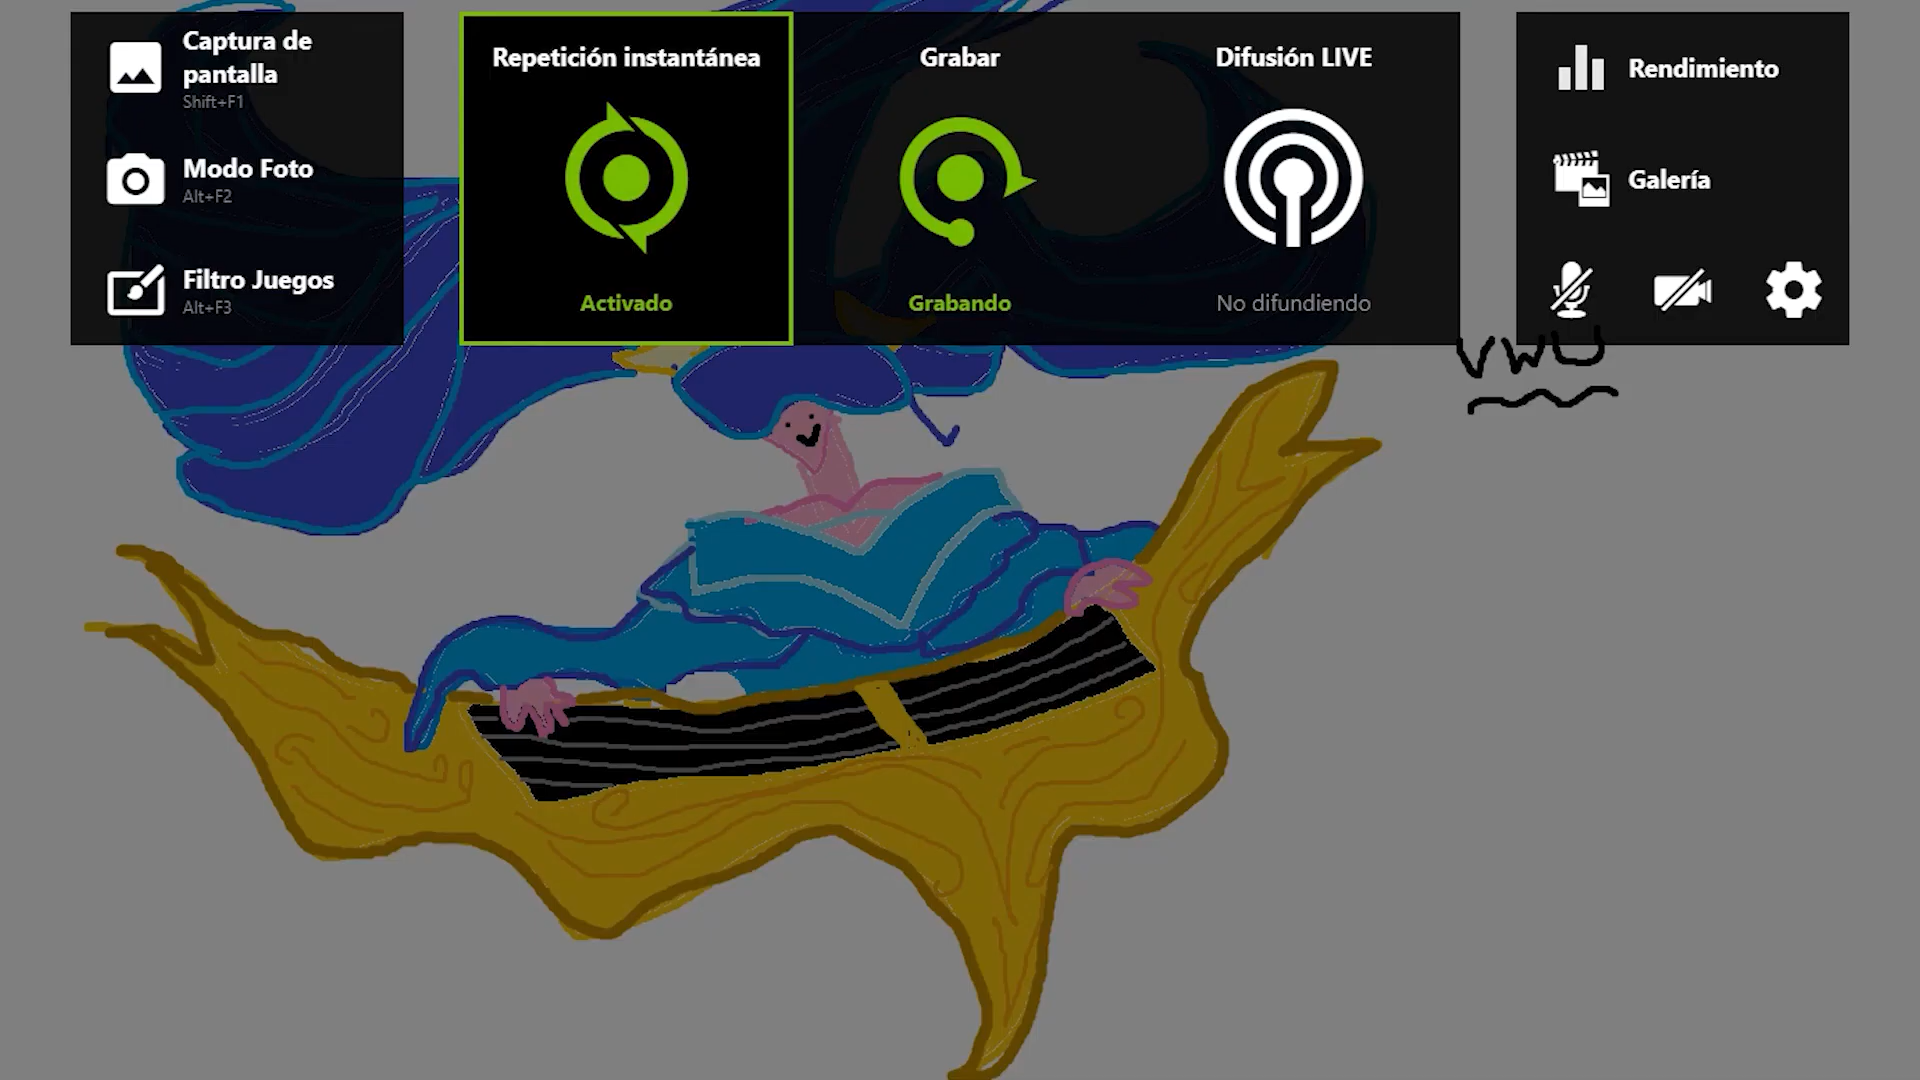 Captura de
pantalla
Shift+F1
Modo Foto
Alt+F2
Filtro Juegos
Alt+F3
Repetición instantánea
Activado
Grabar
Grabando
Difusión LIVE
No difundiendo
Rendimiento
Galería